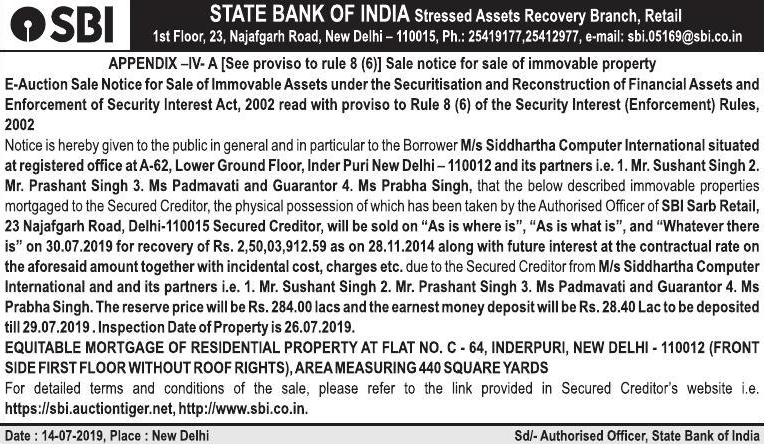 SBI
STATE BANK OF INDIA Stressed Assets Recovery Branch, Retail
1st Floor, 23, Najafgarh Road, New Delhi – 110015, Ph.: 25419177,25412977, e-mail: sbi.05169@sbi.co.in
APPENDIX –IV- A [See proviso to rule 8 (6)] Sale notice for sale of immovable property
E-Auction Sale Notice for Sale of Immovable Assets under the Securitisation and Reconstruction of Financial Assets and
Enforcement of Security Interest Act, 2002 read with proviso to Rule 8 (6) of the Security Interest (Enforcement) Rules,
2002
Notice is hereby given to the public in general and in particular to the Borrower M/s Siddhartha Computer International situated
at registered office at A-62, Lower Ground Floor, Inder Puri New Delhi – 110012 and its partners i.e. 1. Mr. Sushant Singh 2.
Mr. Prashant Singh 3. Ms Padmavati and Guarantor 4. Ms Prabha Singh, that the below described immovable properties
mortgaged to the Secured Creditor, the physical possession of which has been taken by the Authorised Officer of SBI Sarb Retail,
23 Najafgarh Road, Delhi-110015 Secured Creditor, will be sold on “As is where is”, “As is what is”, and “Whatever there
is” on 30.07.2019 for recovery of Rs. 2,50,03,912.59 as on 28.11.2014 along with future interest at the contractual rate on
the aforesaid amount together with incidental cost, charges etc. due to the Secured Creditor from M/s Siddhartha Computer
International and and its partners i.e. 1. Mr. Sushant Singh 2. Mr. Prashant Singh 3. Ms Padmavati and Guarantor 4. Ms
Prabha Singh. The reserve price will be Rs. 284.00 lacs and the earnest money deposit will be Rs. 28.40 Lac to be deposited
till 29.07.2019 . Inspection Date of Property is 26.07.2019.
EQUITABLE MORTGAGE OF RESIDENTIAL PROPERTY AT FLAT NO. C - 64, INDERPURI, NEW DELHI - 110012 (FRONT
SIDE FIRST FLOOR WITHOUT ROOF RIGHTS), AREA MEASURING 440 SQUARE YARDS
For detailed terms and conditions of the sale, please refer to the link provided in Secured Creditor’s website i.e.
https://sbi.auctiontiger.net, http://www.sbi.co.in.
Date : 14-07-2019, Place : New Delhi Sd/- Authorised Officer, State Bank of India